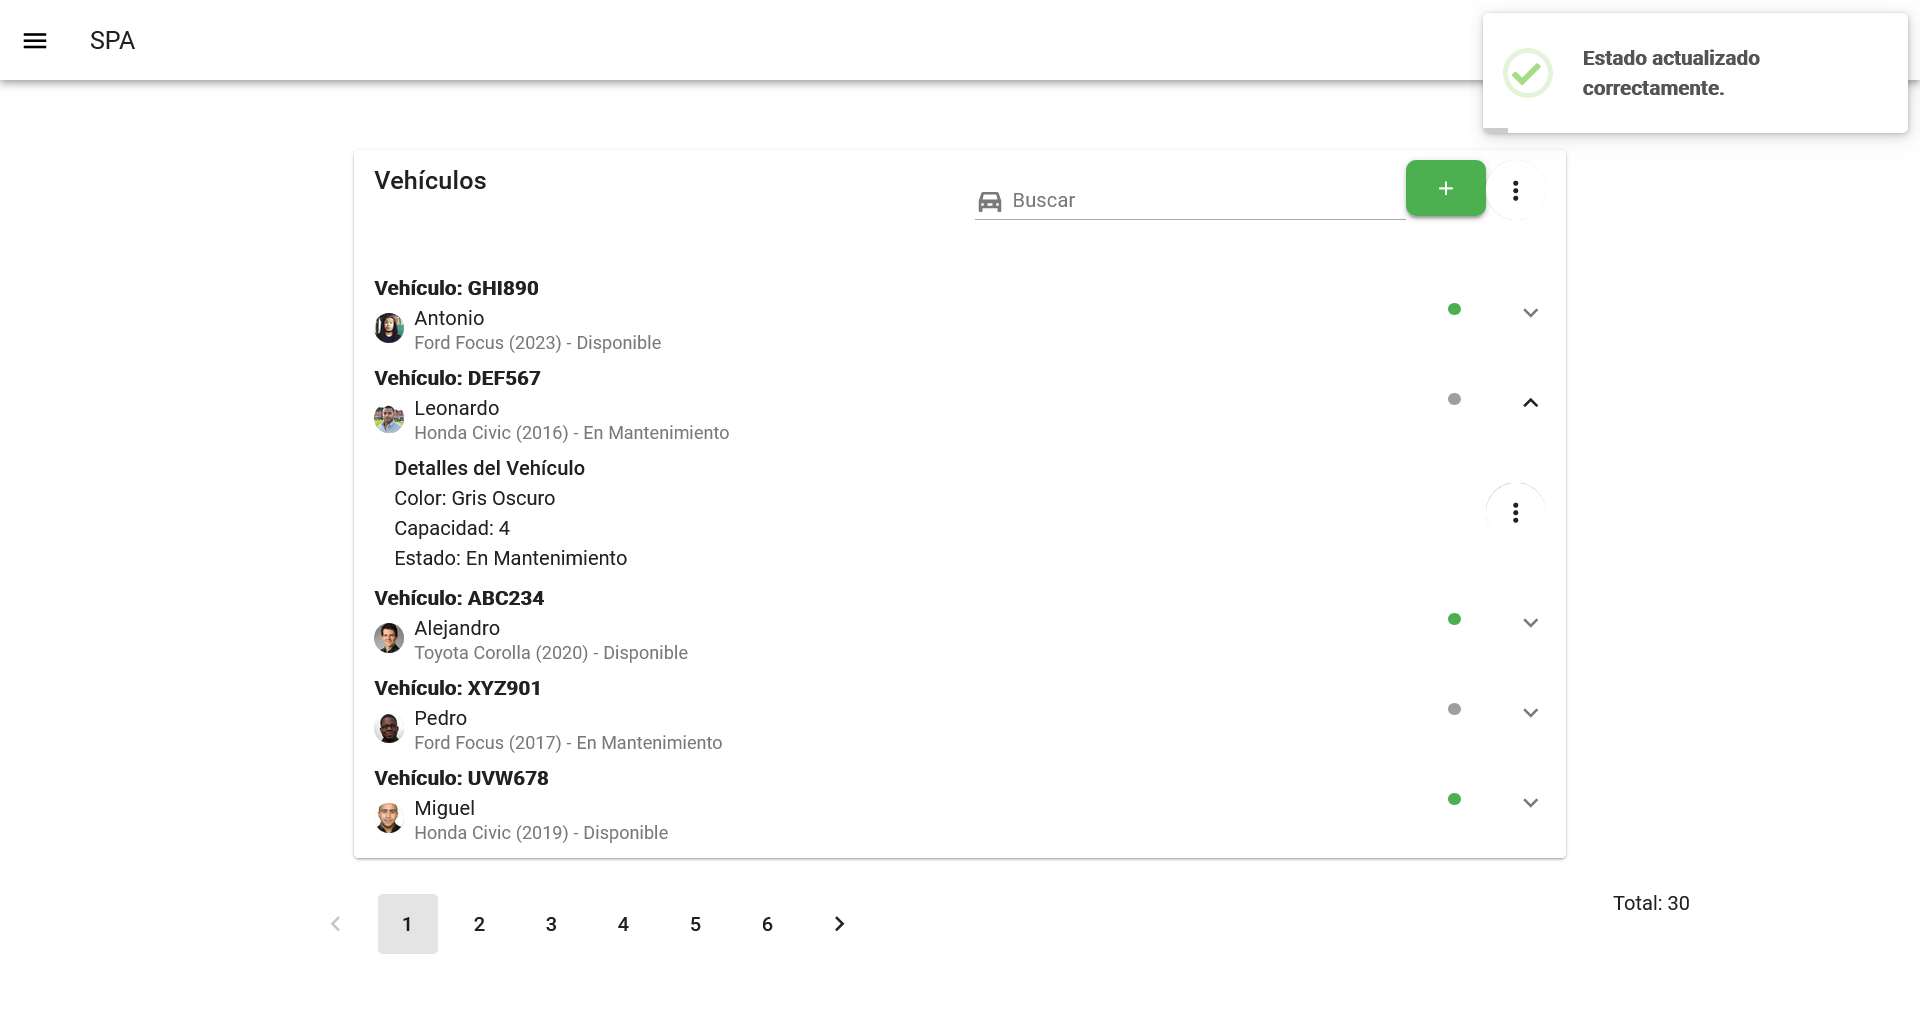 SPA
Estado actualizado
correctamente.
Vehículos
Buscar
+
Vehículo: GHI890
Antonio
Ford Focus (2023) - Disponible
Vehículo: DEF567
Leonardo
Honda Civic (2016) - En Mantenimiento
Detalles del Vehículo
Color: Gris Oscuro
Capacidad: 4
Estado: En Mantenimiento
Vehículo: ABC234
Alejandro
Toyota Corolla (2020) - Disponible
Vehículo: XYZ901
Pedro
Ford Focus (2017) - En Mantenimiento
Vehículo: UVW678
Miguel
Honda Civic (2019) - Disponible
1 2 3 4 5 6
Total: 30